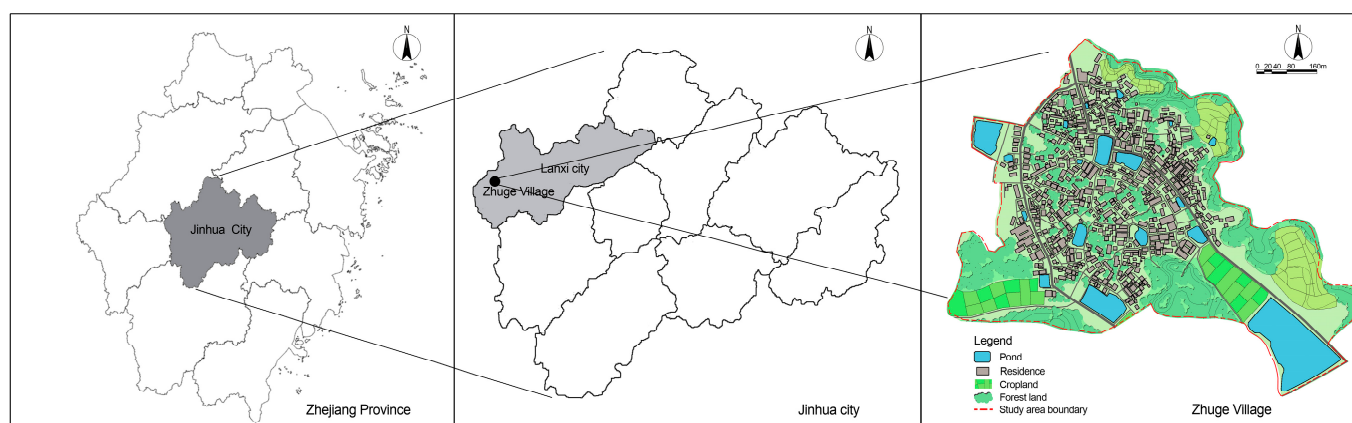 N
Jinhua City
Zhejiang Province
N
Lanxi city
Zhuge Village
Jinhua city
N
0 20 40 80 160m
Legend
Pond
Residence
Cropland
Forest land
Study area boundary
Zhuge Village